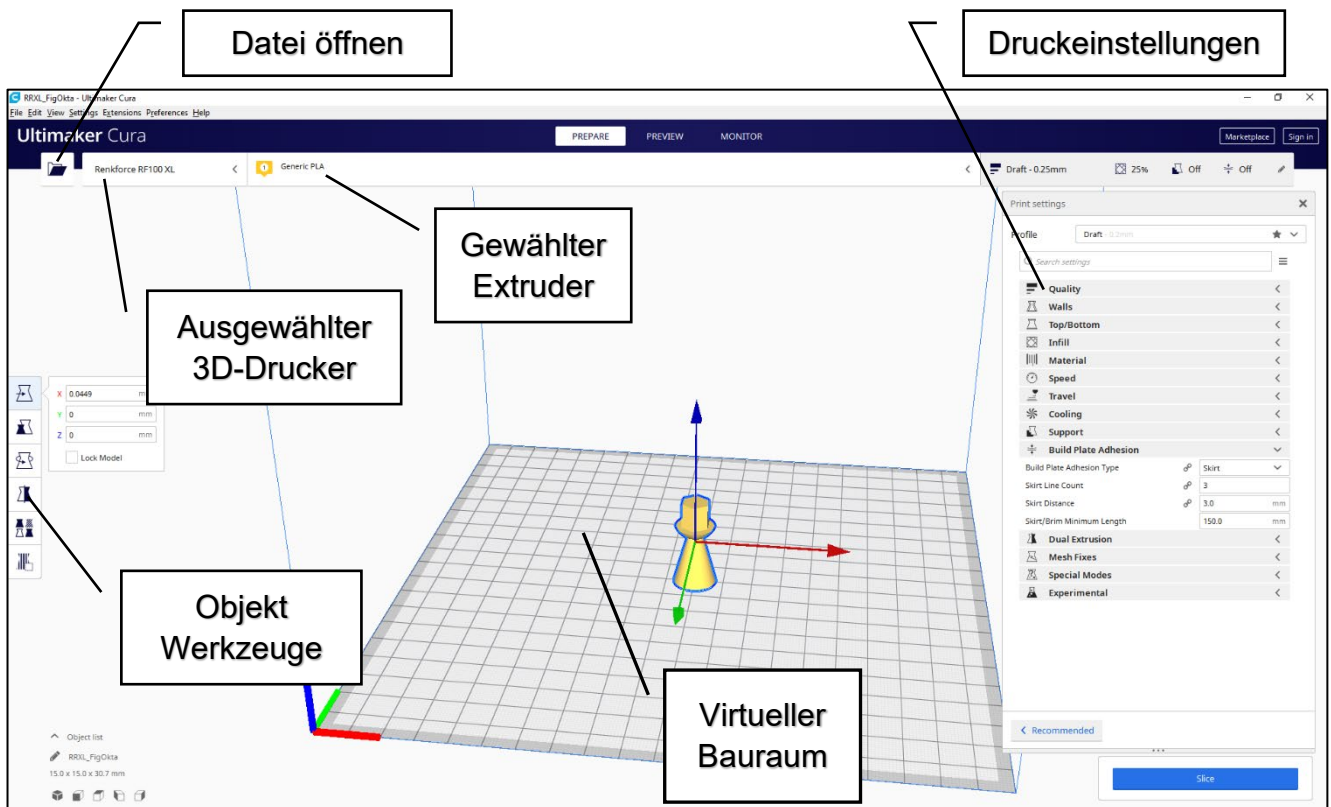 Datei öffnen
Druckeinstellungen
RRXL_FigOkta - Ultimaker Cura
File Edit View Settings Extensions Preferences Help
Ultimaker Cura
PREPARE PREVIEW MONITOR
Marketplace Sign in
Renkforce RF100 XL
1 Generic PLA
Draft - 0.25mm 25% Off Off
Print settings
Profile Draft - 0.2mm
Search settings
Gewählter
Extruder
Ausgewählter
3D-Drucker
Quality
Walls
Top/Bottom
Infill
Material
Speed
Travel
Cooling
Support
Build Plate Adhesion
Build Plate Adhesion Type Skirt
Skirt Line Count 3
Skirt Distance 3.0 mm
Skirt/Brim Minimum Length 150.0 mm
Dual Extrusion
Mesh Fixes
Special Modes
Experimental
X 0.0449
Y 0 mm
Z 0 mm
Lock Model
Objekt
Werkzeuge
Virtueller
Bauraum
Object list
RRXL_FigOkta
15.0 x 15.0 x 30.7 mm
Recommended
Slice